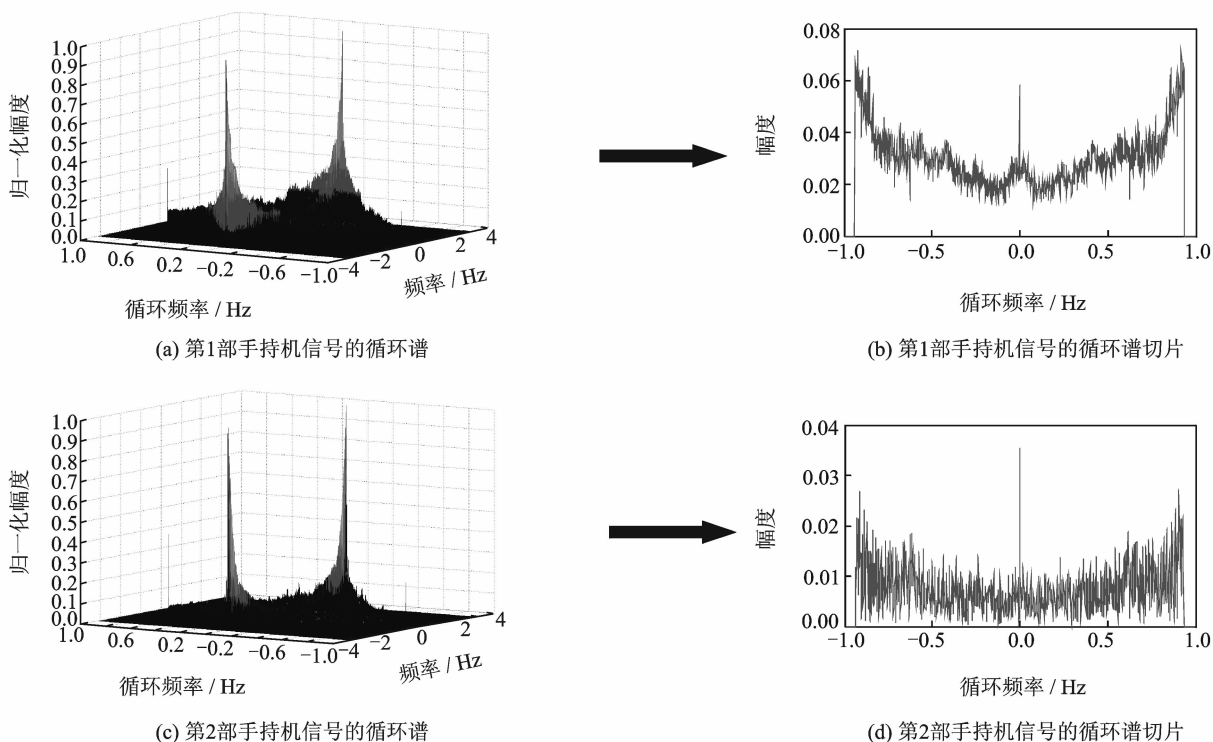 1.0
0.9
0.8
0.7
0.6
0.5
0.4
0.3
0.2
0.1
0.0
归一化幅度
1.0 0.6 0.2 −0.2 −0.6 −1.0
−4 −2 0 2 4
循环频率 / Hz
频率 / Hz
(a) 第1部手持机信号的循环谱
0.08
0.06
0.04
0.02
0.00
幅度
−1.0 −0.5 0.0 0.5 1.0
循环频率 / Hz
(b) 第1部手持机信号的循环谱切片
1.0
0.9
0.8
0.7
0.6
0.5
0.4
0.3
0.2
0.1
0.0
归一化幅度
1.0 0.6 0.2 −0.2 −0.6 −1.0
−4 −2 0 2 4
循环频率 / Hz
频率 / Hz
(c) 第2部手持机信号的循环谱
0.04
0.03
0.02
0.01
0.00
幅度
−1.0 −0.5 0.0 0.5 1.0
循环频率 / Hz
(d) 第2部手持机信号的循环谱切片